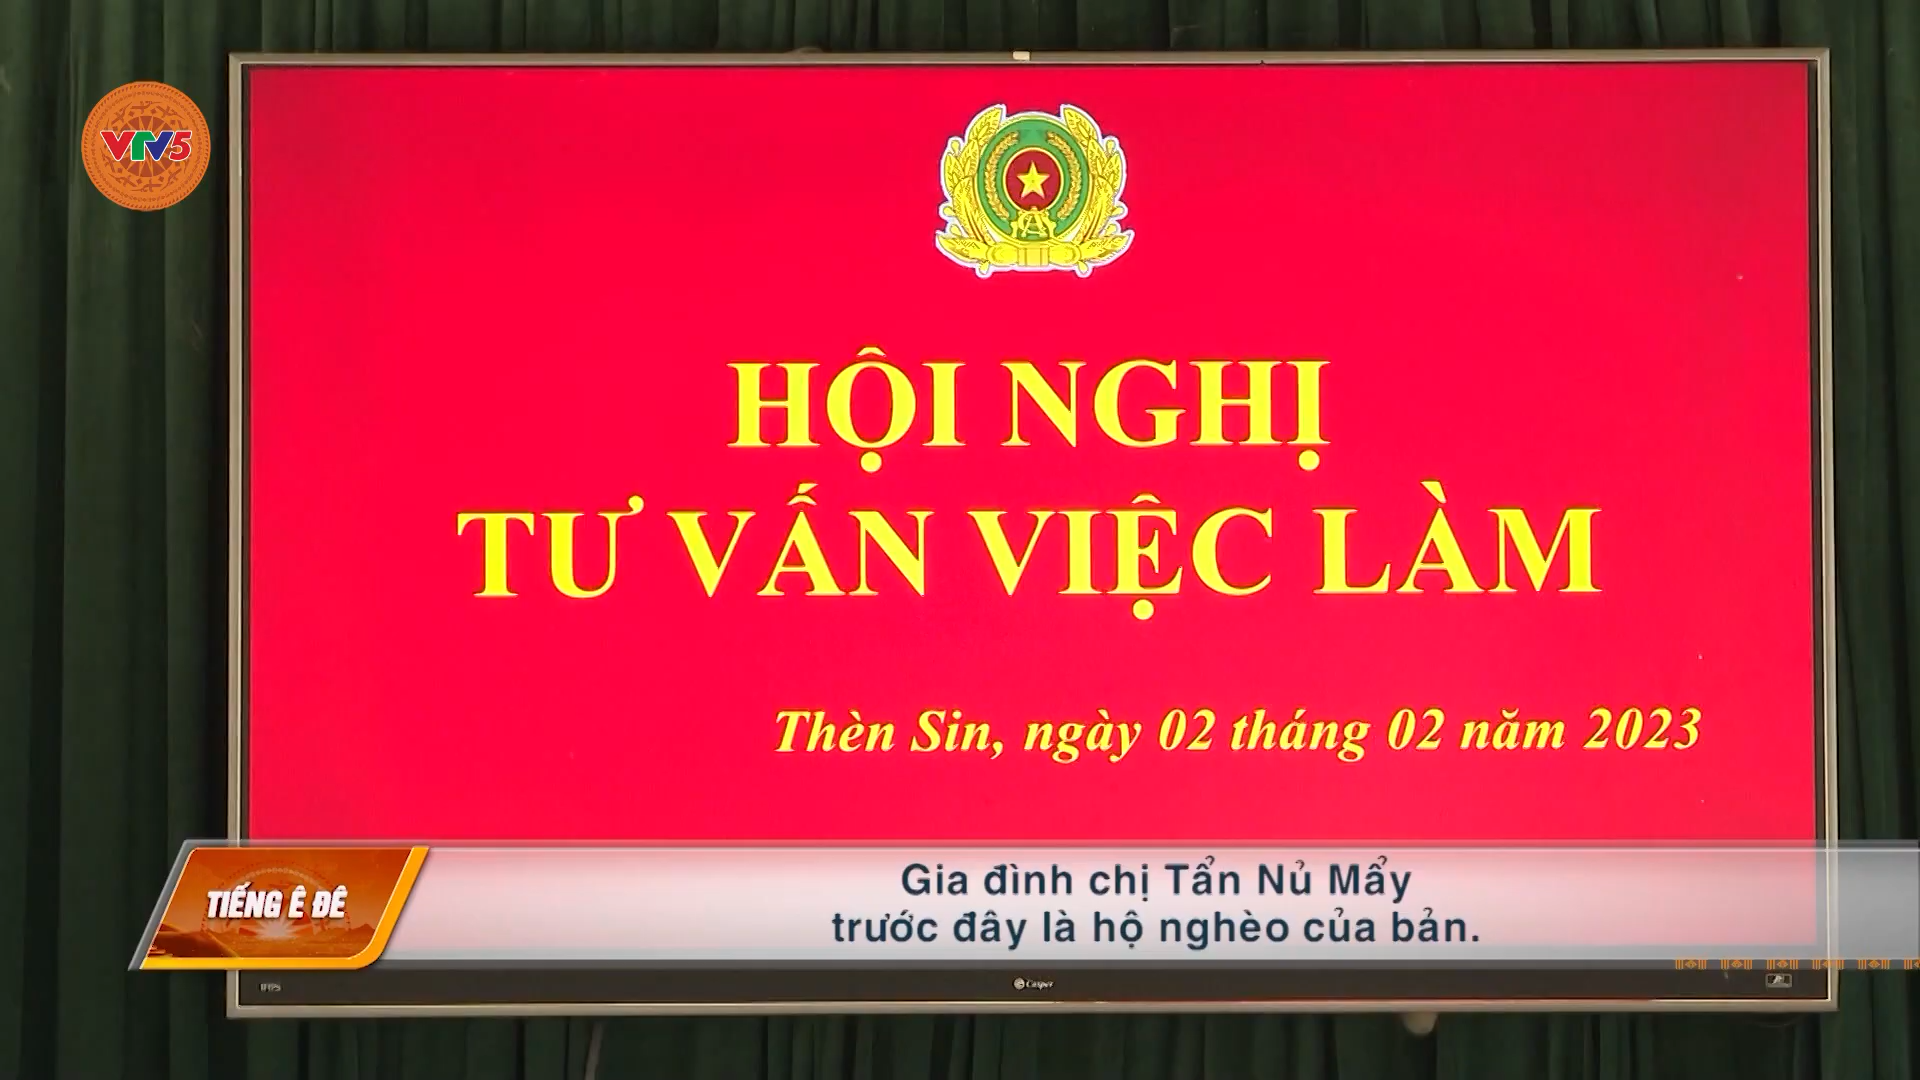 VTV5
HỘI NGHỊ
TƯ VẤN VIỆC LÀM
Thèn Sin, ngày 02 tháng 02 năm 2023
TIẾNG Ê ĐÊ
Gia đình chị Tẩn Nủ Mẩy
trước đây là hộ nghèo của bản.
Casper